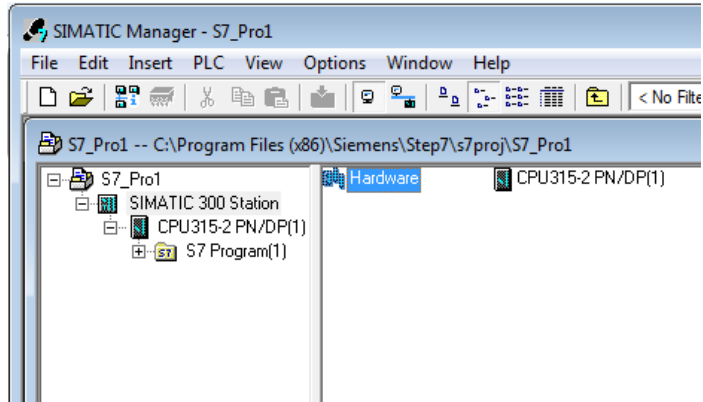 SIMATIC Manager - S7_Pro1
File Edit Insert PLC View Options Window Help
< No Filte
S7_Pro1 -- C:\Program Files (x86)\Siemens\Step7\s7proj\S7_Pro1
S7_Pro1
SIMATIC 300 Station
CPU315-2 PN/DP(1)
S7 Program(1)
Hardware
CPU315-2 PN/DP(1)